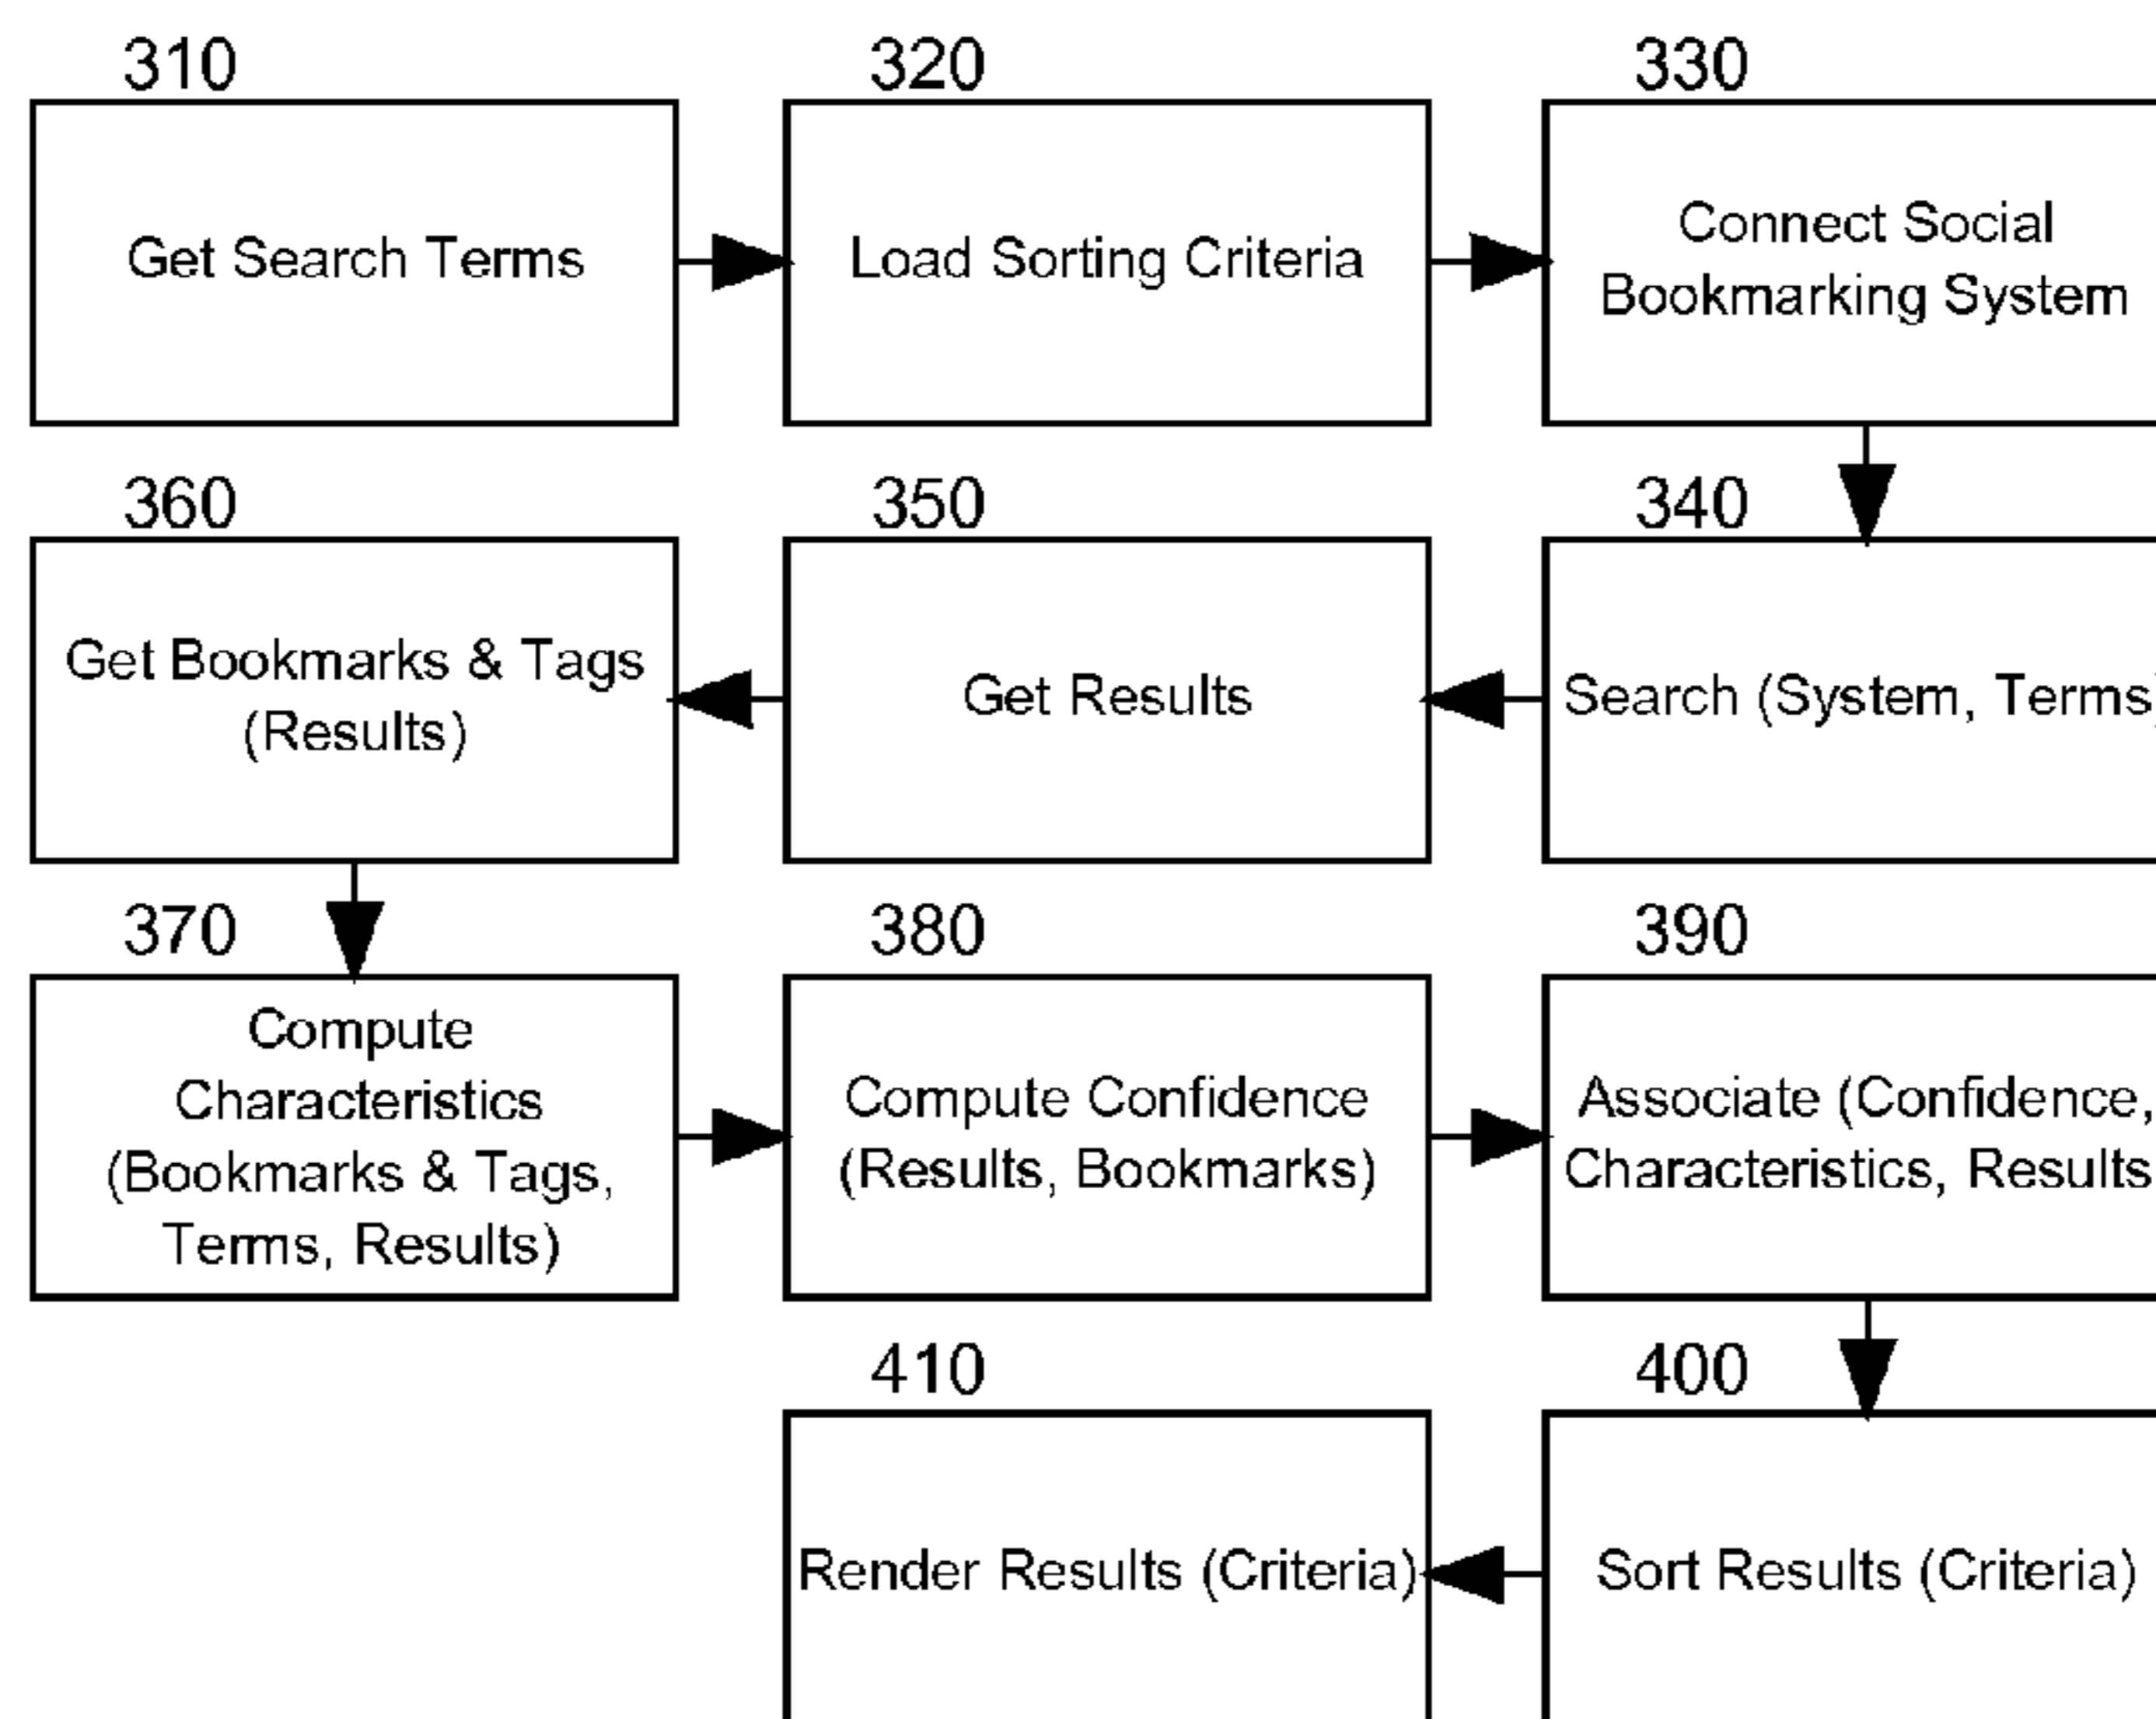 310
Get Search Terms
320
Load Sorting Criteria
330
Connect Social
Bookmarking System
340
Search (System, Terms)
350
Get Results
360
Get Bookmarks & Tags
(Results)
370
Compute
Characteristics
(Bookmarks & Tags,
Terms, Results)
380
Compute Confidence
(Results, Bookmarks)
390
Associate (Confidence,
Characteristics, Results
400
Sort Results (Criteria)
410
Render Results (Criteria)